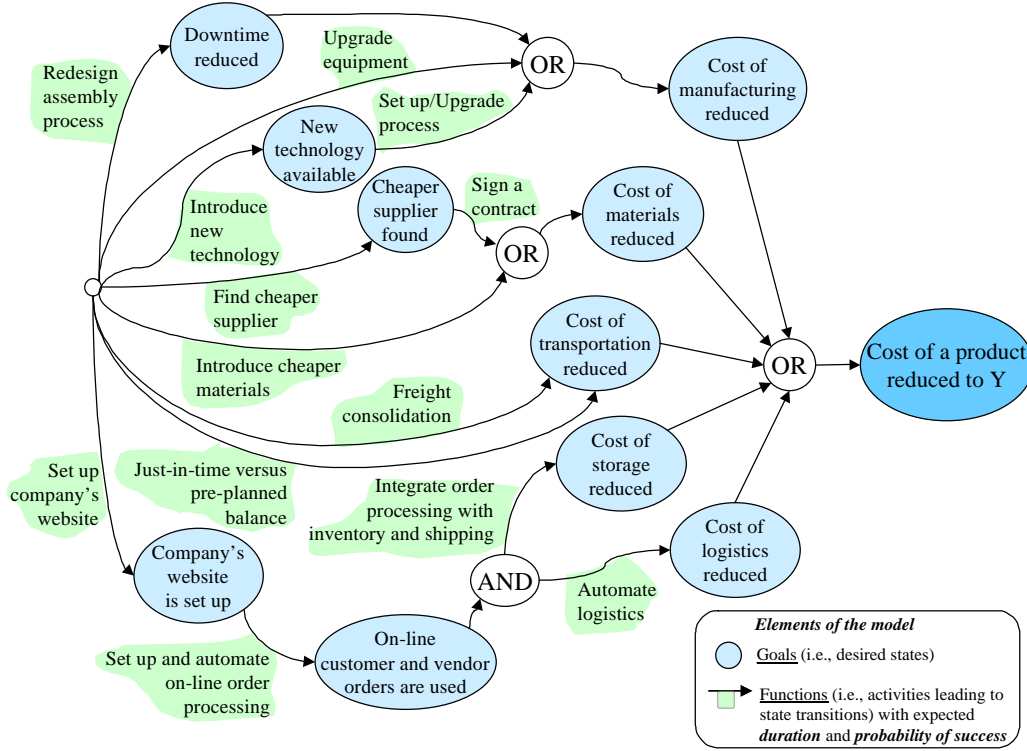 Downtime
reduced
Upgrade
equipment
OR
Cost of
manufacturing
reduced
Redesign
assembly
process
Set up/Upgrade
process
New
technology
available
Cheaper
supplier
found
Sign a
contract
Cost of
materials
reduced
OR
Introduce
new
technology
Find cheaper
supplier
Introduce cheaper
materials
Cost of
transportation
reduced
OR
Cost of a product
reduced to Y
Freight
consolidation
Cost of
storage
reduced
Set up
company’s
website
Just-in-time versus
pre-planned
balance
Integrate order
processing with
inventory and shipping
Cost of
logistics
reduced
Company’s
website
is set up
AND
Automate
logistics
Set up and automate
on-line order
processing
On-line
customer and vendor
orders are used
Elements of the model
Goals (i.e., desired states)
Functions (i.e., activities leading to
state transitions) with expected
duration and probability of success